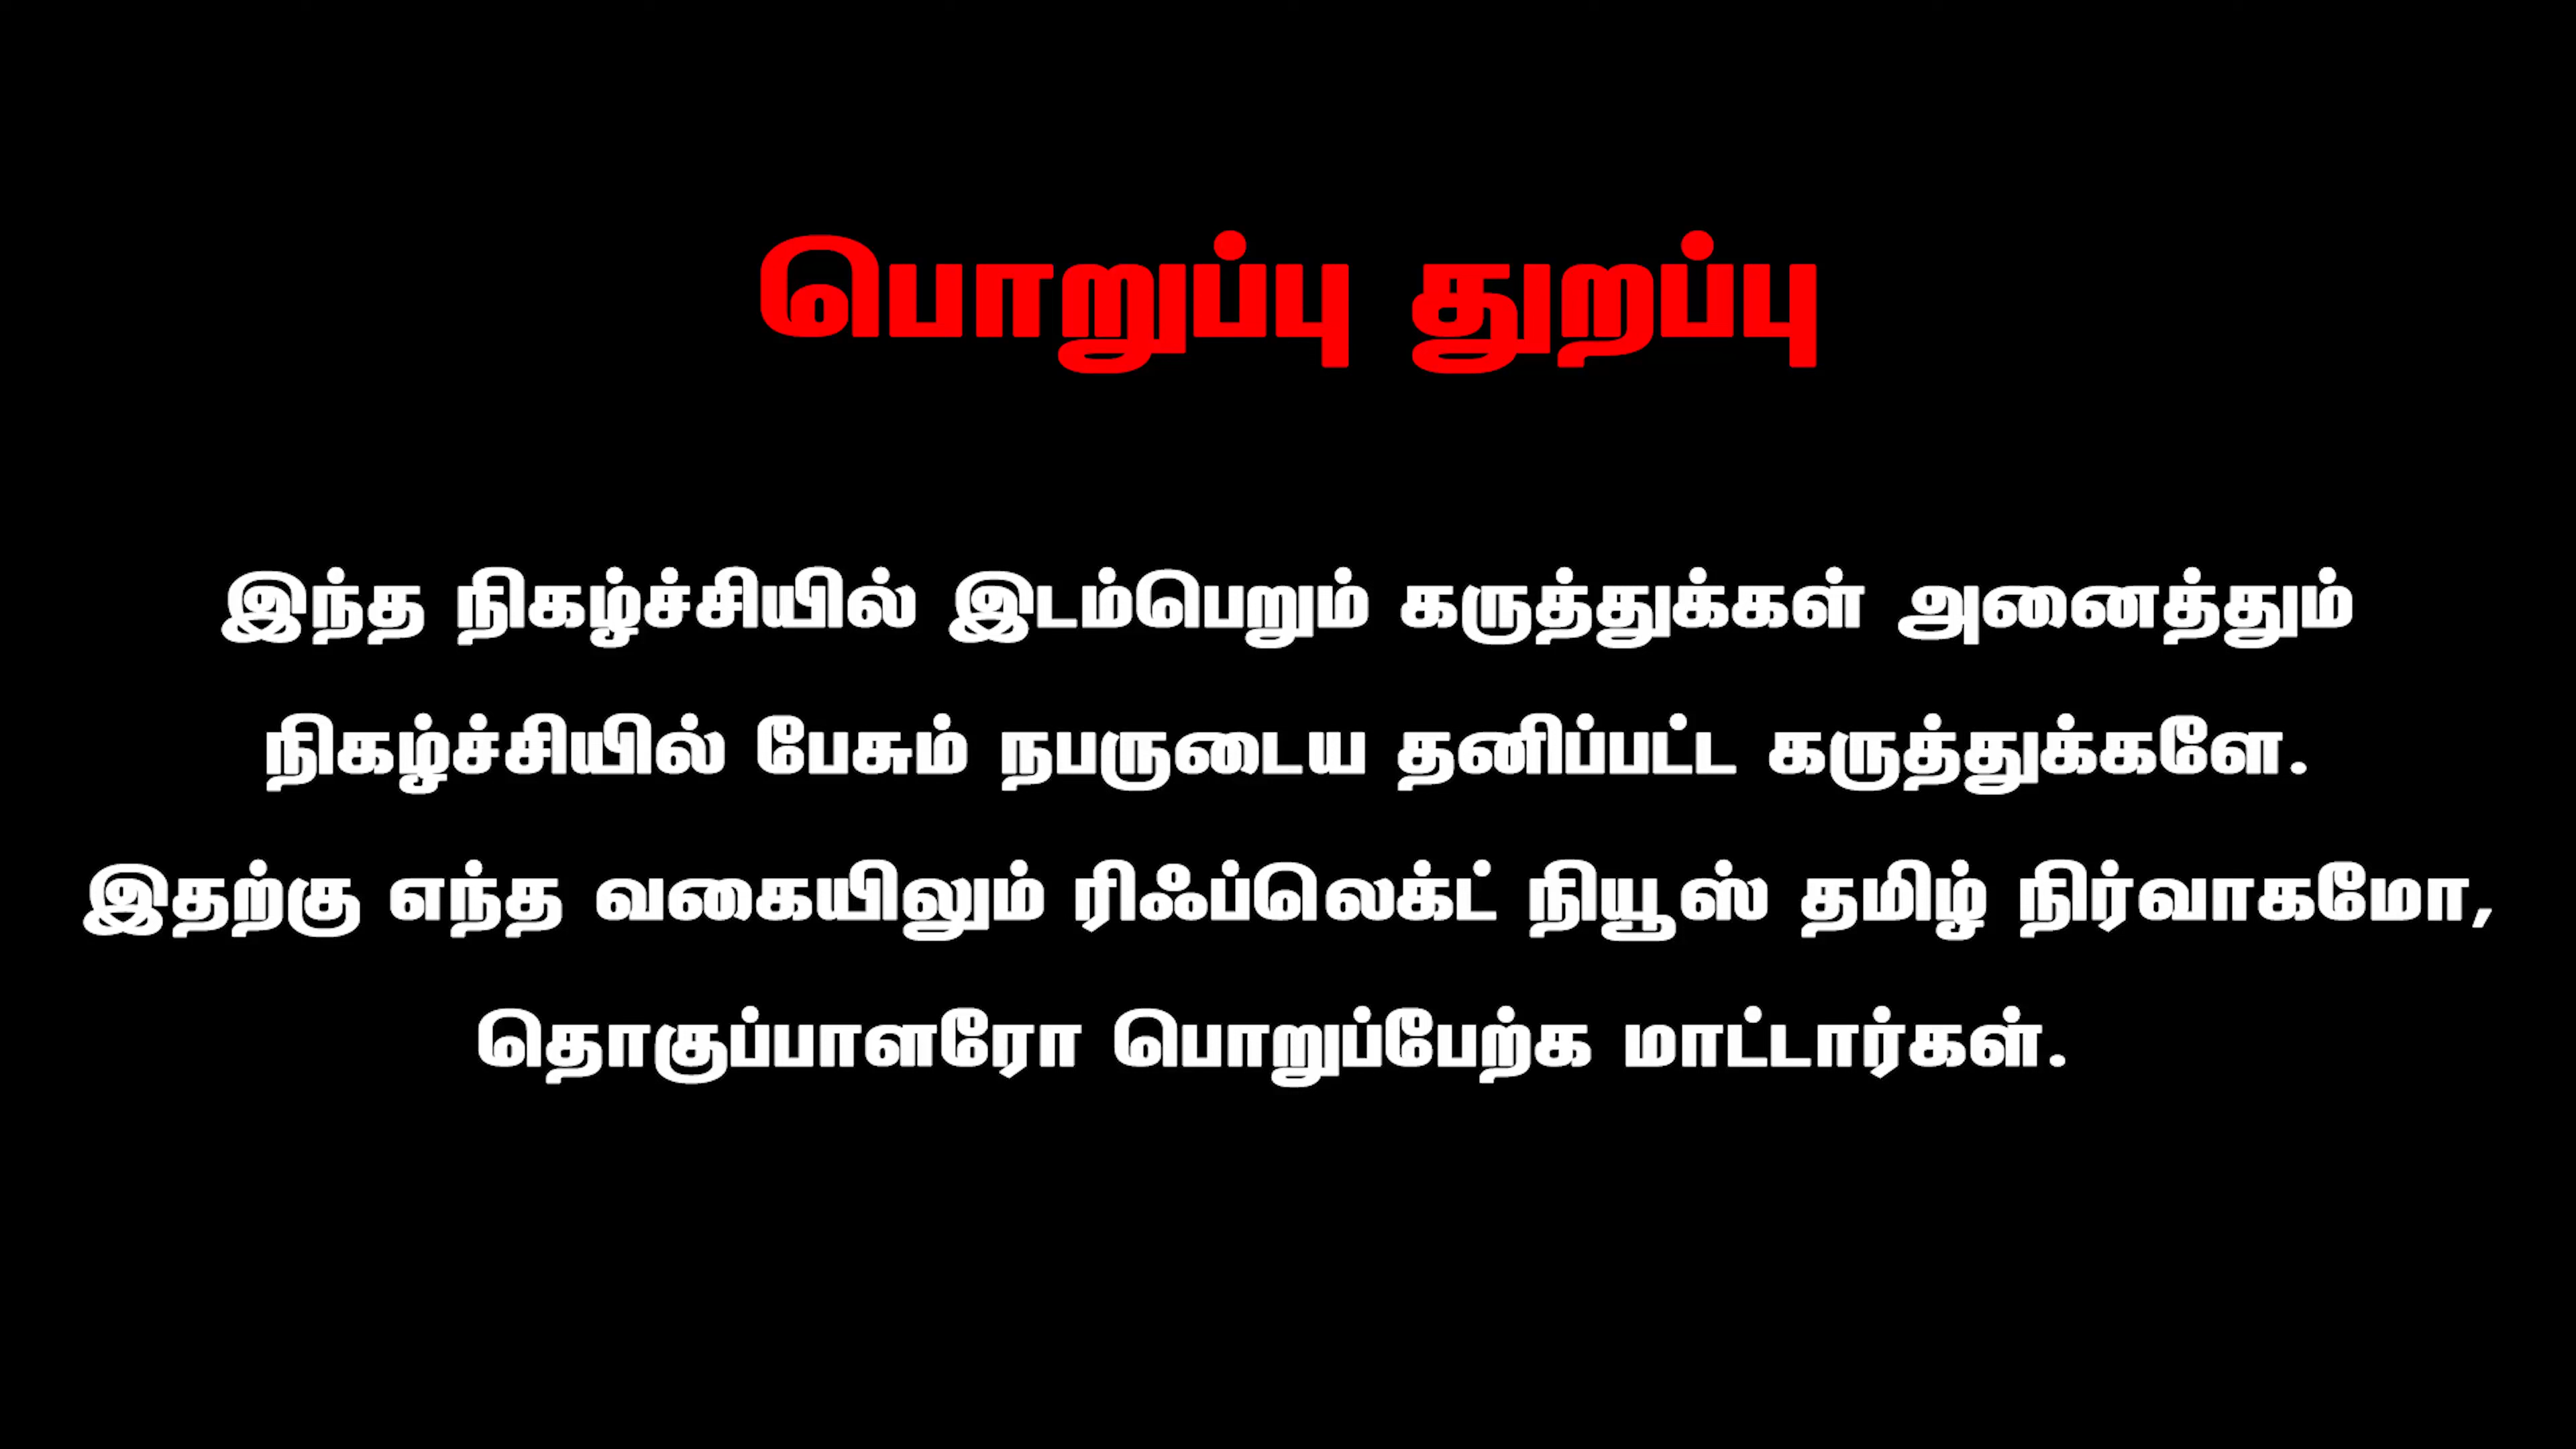 பொறுப்பு துறப்பு
இந்த நிகழ்ச்சியில் இடம்பெறும் கருத்துக்கள் அனைத்தும்
நிகழ்ச்சியில் பேசும் நபருடைய தனிப்பட்ட கருத்துக்களே.
இதற்கு எந்த வகையிலும் ரிஃப்லெக்ட் நியூஸ் தமிழ் நிர்வாகமோ,
தொகுப்பாளரோ பொறுப்பேற்க மாட்டார்கள்.